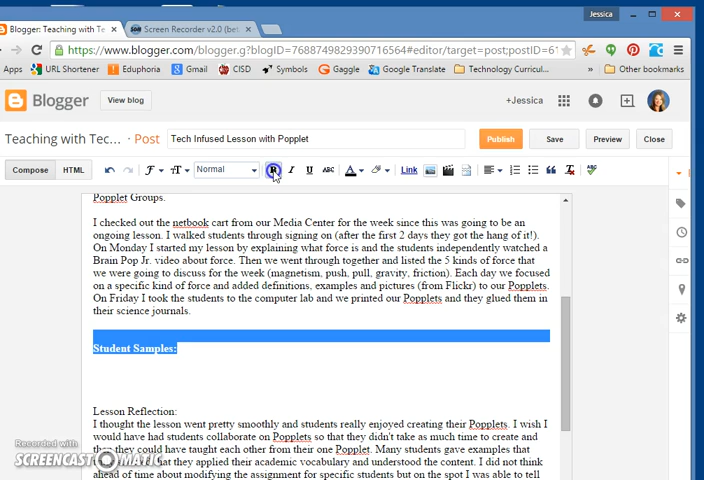 Jessica
Blogger: Teaching with Te
Screen Recorder v2.0 (bet
https://www.blogger.com/blogger.g?blogID=7688749829390716564#editor/target=post;postID=61
Apps URL Shortener Eduphoria Gmail CISD Symbols Gaggle Google Translate Technology Curricul... » Other bookmarks
Blogger View blog +Jessica
Teaching with Tec... · Post Tech Infused Lesson with Popplet Publish Save Preview Close
Compose HTML Normal B I U ABC A Link
Popplet Groups.
I checked out the netbook cart from our Media Center for the week since this was going to be an
ongoing lesson. I walked students through signing on (after the first 2 days they got the hang of it!).
On Monday I started my lesson by explaining what force is and the students independently watched a
Brain Pop Jr. video about force. Then we went through together and listed the 5 kinds of force that
we were going to discuss for the week (magnetism, push, pull, gravity, friction). Each day we focused
on a specific kind of force and added definitions, examples and pictures (from Flickr) to our Popplets.
On Friday I took the students to the computer lab and we printed our Popplets and they glued them in
their science journals.
Student Samples:
Lesson Reflection:
I thought the lesson went pretty smoothly and students really enjoyed creating their Popplets. I wish I
would have had students collaborate on Popplets so that they didn't take as much time to create and
they could have taught each other from their one Popplet. Many students gave examples that
that they applied their academic vocabulary and understood the content. I did not think
ahead of time about modifying the assignment for specific students but on the spot I was able to tell
Recorded with
SCREENCAST-O-MATIC